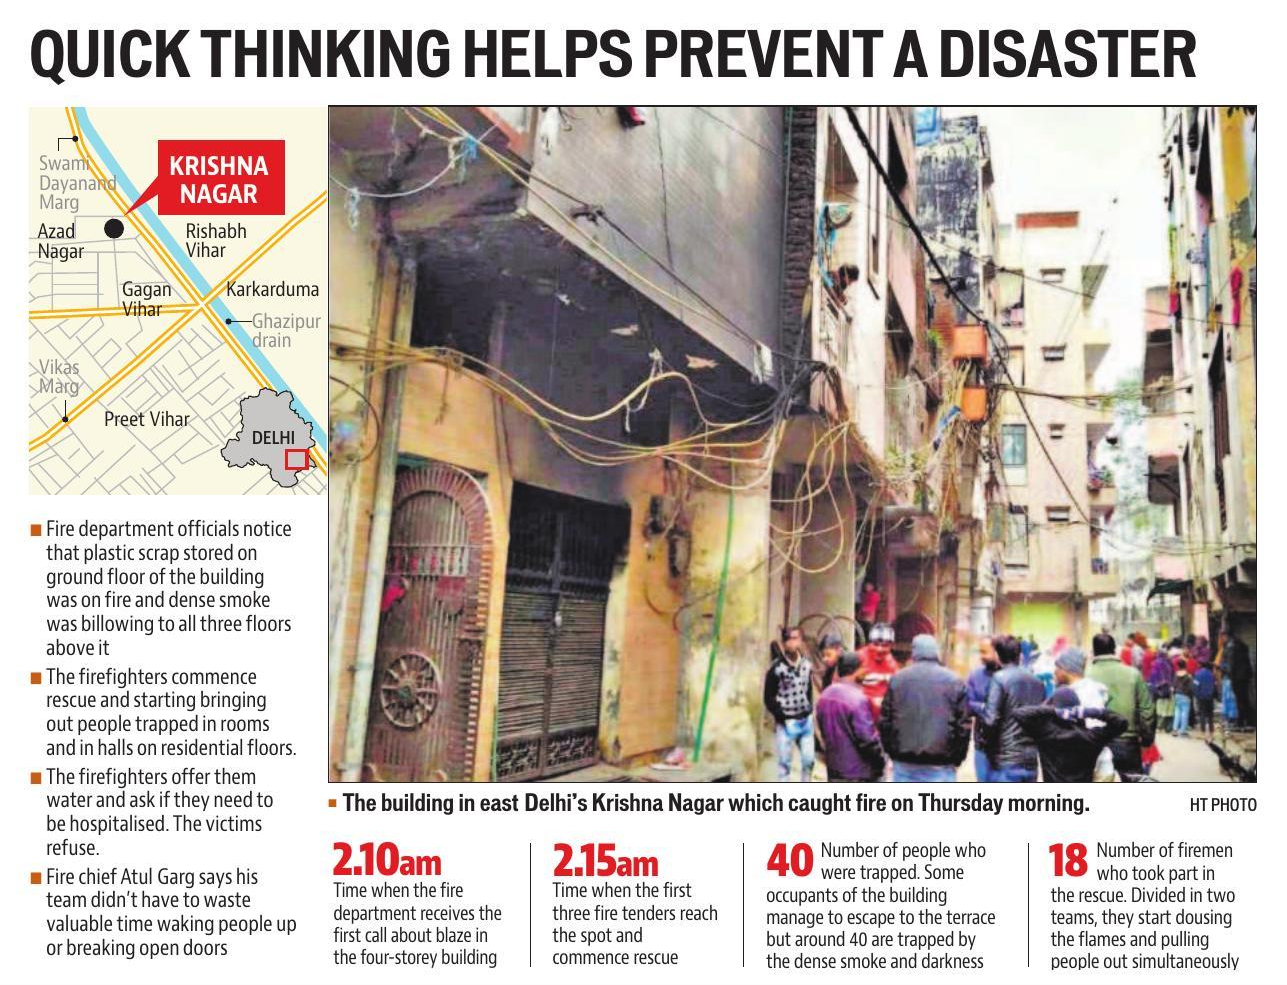 QUICK THINKING HELPS PREVENT A DISASTER
Swami
Dayanand
Marg
KRISHNA
NAGAR
Azad
Nagar
Rishabh
Vihar
Gagan
Vihar
Karkarduma
Ghazipur
drain
Vikas
Marg
Preet Vihar
DELHI
■ Fire department officials notice
that plastic scrap stored on
ground floor of the building
was on fire and dense smoke
was billowing to all three floors
above it
■ The firefighters commence
rescue and starting bringing
out people trapped in rooms
and in halls on residential floors.
■ The firefighters offer them
water and ask if they need to
be hospitalised. The victims
refuse.
■ Fire chief Atul Garg says his
team didn't have to waste
valuable time waking people up
or breaking open doors
■ The building in east Delhi's Krishna Nagar which caught fire on Thursday morning.
HT PHOTO
2.10am
Time when the fire
department receives the
first call about blaze in
the four-storey building
2.15am
Time when the first
three fire tenders reach
the spot and
commence rescue
40 Number of people who
were trapped. Some
occupants of the building
manage to escape to the terrace
but around 40 are trapped by
the dense smoke and darkness
18 Number of firemen
who took part in
the rescue. Divided in two
teams, they start dousing
the flames and pulling
people out simultaneously